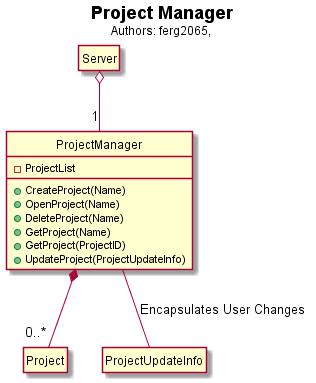 Project Manager
Authors: ferg2065,
Server
1
ProjectManager
ProjectList
CreateProject(Name)
OpenProject(Name)
DeleteProject(Name)
GetProject(Name)
GetProject(ProjectID)
UpdateProject(ProjectUpdateInfo)
Encapsulates User Changes
0..*
Project
ProjectUpdateInfo